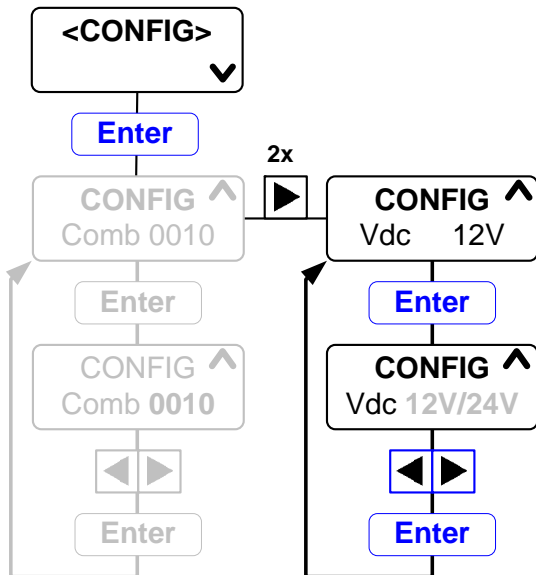 <CONFIG>
Enter
2x
CONFIG
Comb 0010
Enter
CONFIG
Comb 0010
Enter
CONFIG
Vdc 12V
Enter
CONFIG
Vdc 12V/24V
Enter